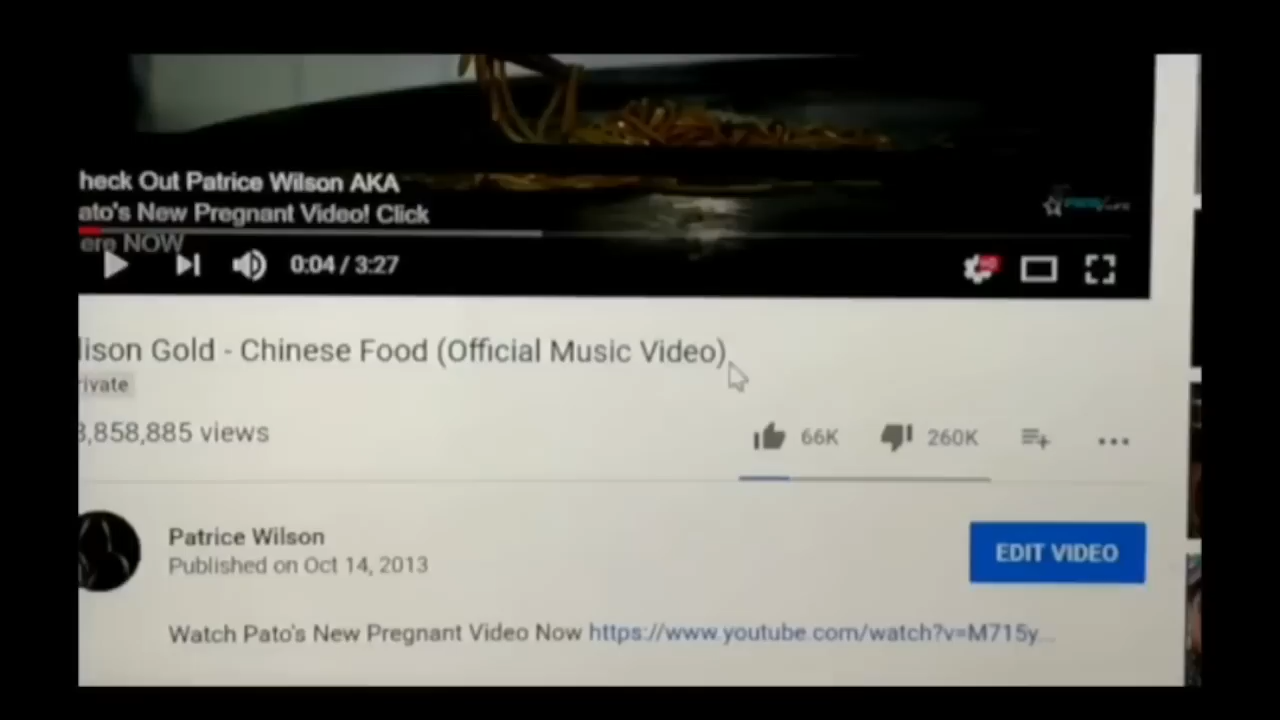 heck Out Patrice Wilson AKA
ato's New Pregnant Video! Click
ere NOW
0:04 / 3:27
HD
lison Gold - Chinese Food (Official Music Video)
rivate
3,858,885 views
66K
260K
Patrice Wilson
Published on Oct 14, 2013
EDIT VIDEO
Watch Pato's New Pregnant Video Now https://www.youtube.com/watch?v=M715y...